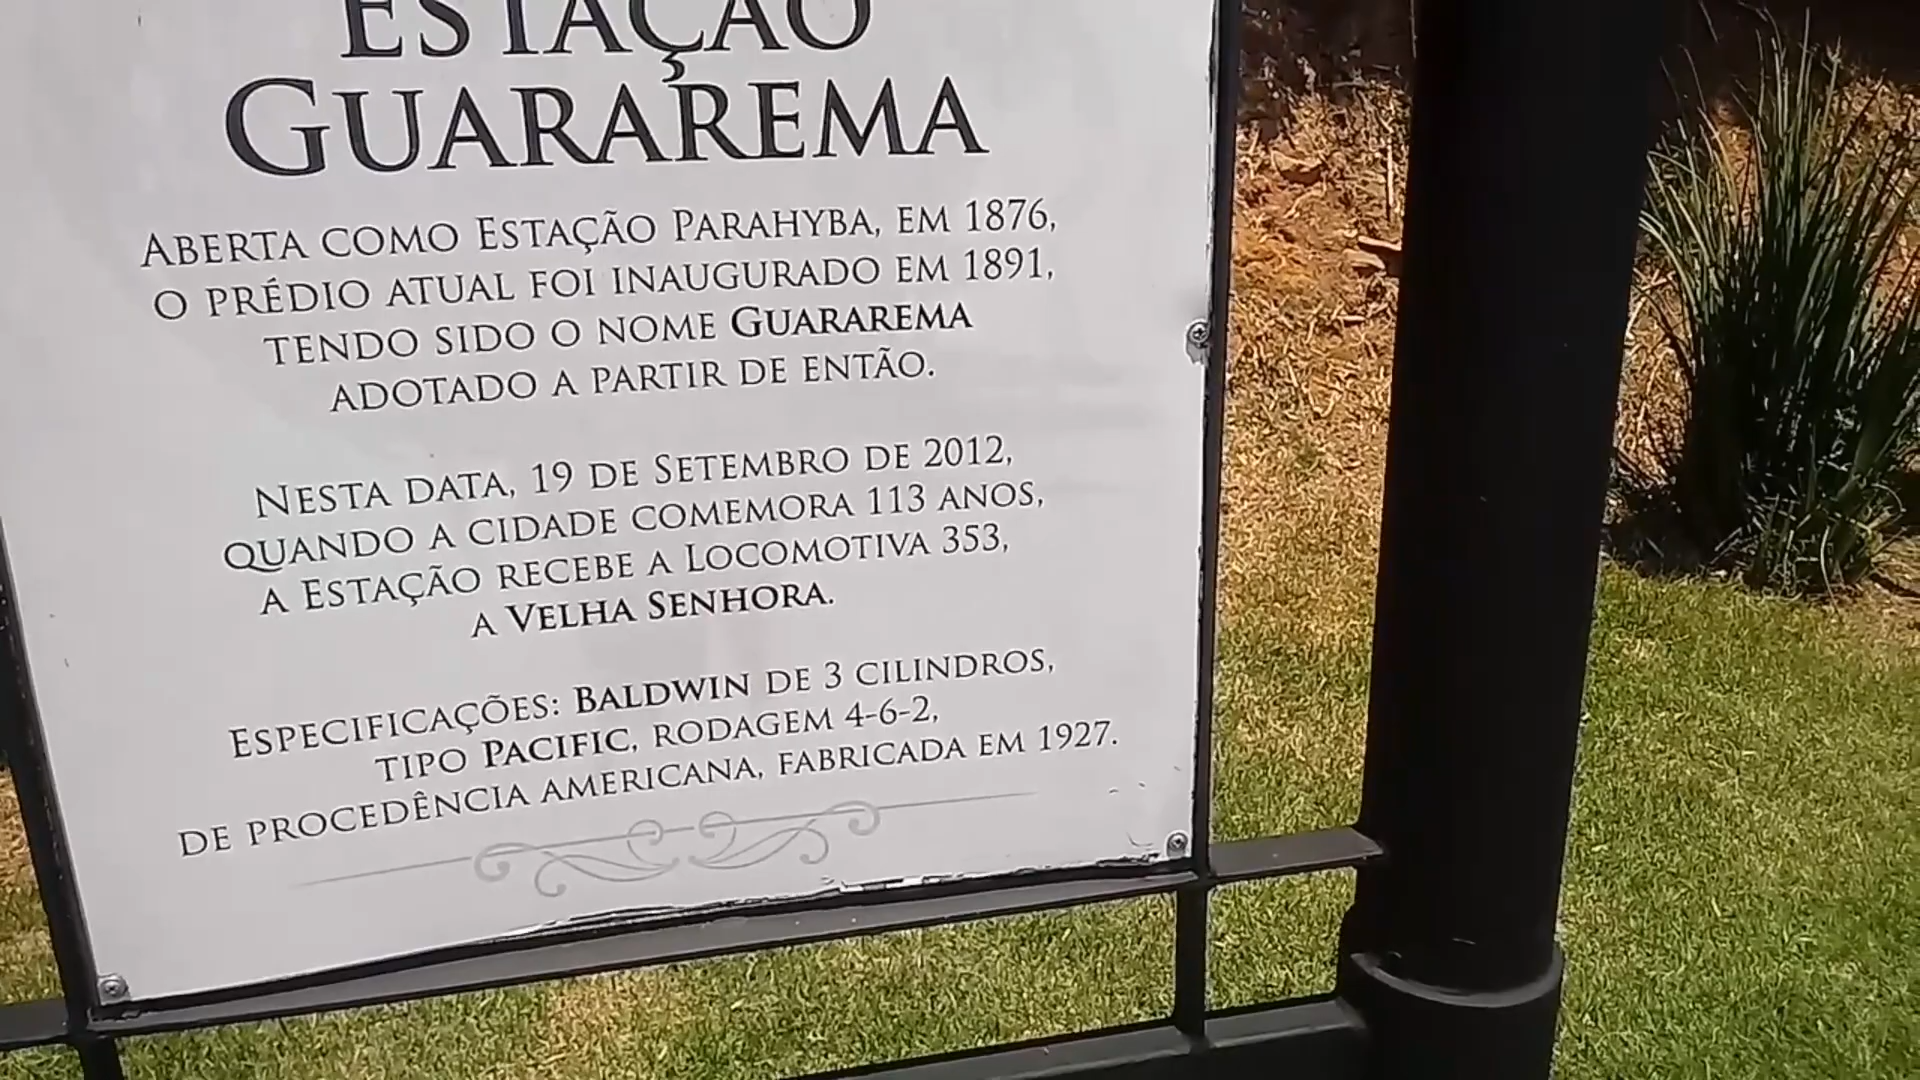 ESTAÇÃO
GUARAREMA
ABERTA COMO ESTAÇÃO PARAHYBA, EM 1876,
O PRÉDIO ATUAL FOI INAUGURADO EM 1891,
TENDO SIDO O NOME GUARAREMA
ADOTADO A PARTIR DE ENTÃO.
NESTA DATA, 19 DE SETEMBRO DE 2012,
QUANDO A CIDADE COMEMORA 113 ANOS,
A ESTAÇÃO RECEBE A LOCOMOTIVA 353,
A VELHA SENHORA.
ESPECIFICAÇÕES: BALDWIN DE 3 CILINDROS,
TIPO PACIFIC, RODAGEM 4-6-2,
DE PROCEDÊNCIA AMERICANA, FABRICADA EM 1927.